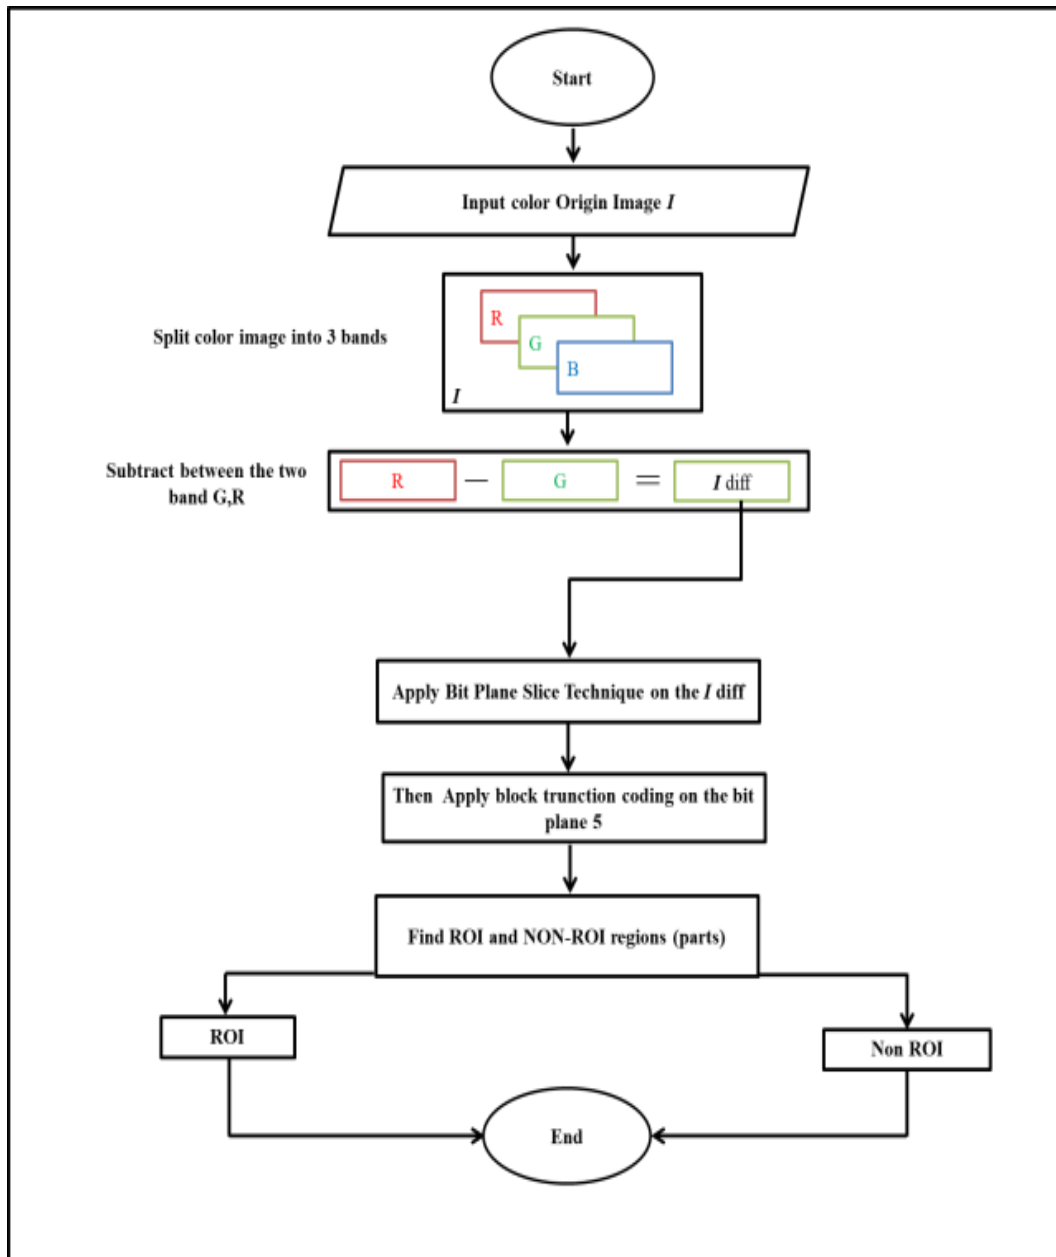 Start
Input color Origin Image I
Split color image into 3 bands
R
G
B
I
Subtract between the two
band G,R
R — G = I diff
Apply Bit Plane Slice Technique on the I diff
Then Apply block trunction coding on the bit
plane 5
Find ROI and NON-ROI regions (parts)
ROI
Non ROI
End